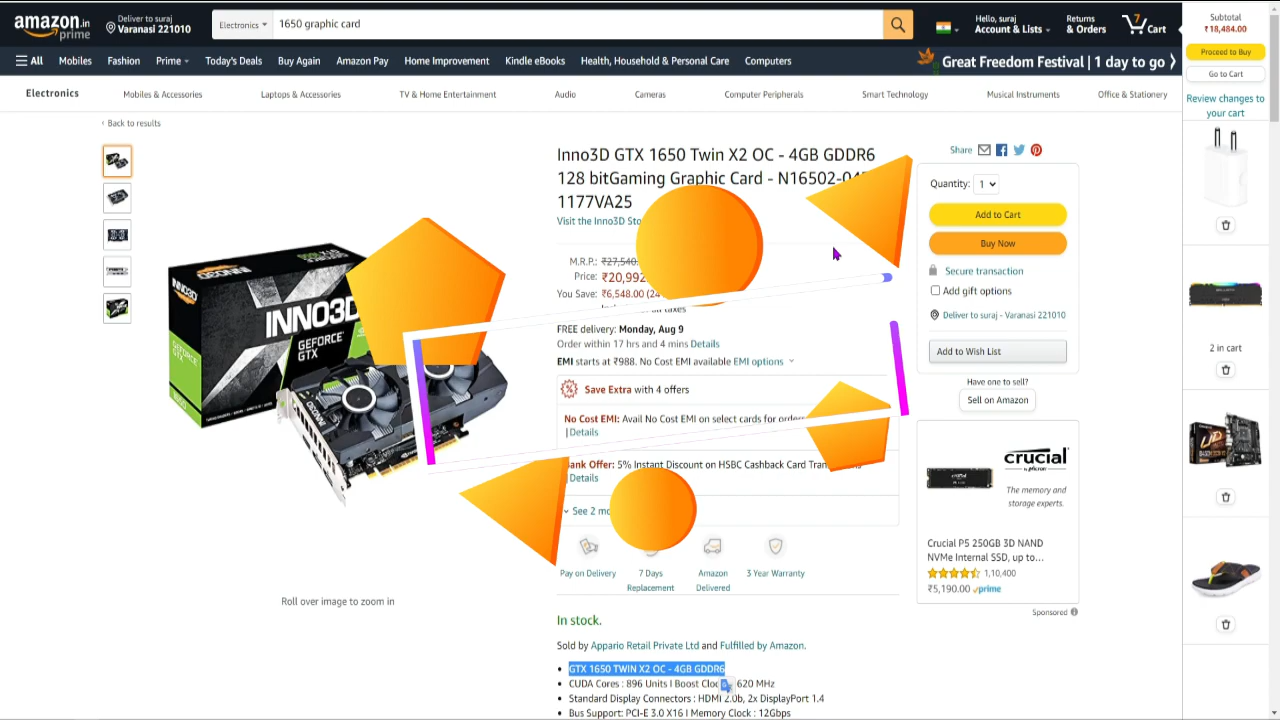 amazon.in
prime
Deliver to suraj
Varanasi 221010
Electronics
1650 graphic card
Hello, suraj
Account & Lists
Returns
& Orders
7
Cart
Subtotal
₹18,484.00
Proceed to Buy
Go to Cart
Review changes to
your cart
All
Mobiles
Fashion
Prime
Today's Deals
Buy Again
Amazon Pay
Home Improvement
Kindle eBooks
Health, Household & Personal Care
Computers
Great Freedom Festival | 1 day to go
Electronics
Mobiles & Accessories
Laptops & Accessories
TV & Home Entertainment
Audio
Cameras
Computer Peripherals
Smart Technology
Musical Instruments
Office & Stationery
‹ Back to results
Inno3D GTX 1650 Twin X2 OC - 4GB GDDR6
128 bitGaming Graphic Card - N16502-
1177VA25
Visit the Inno3D
M.R.P.: ₹27,540.
Price: ₹20,992
You Save: ₹6,548.00
taxes
FREE delivery: Monday, Aug 9
Order within 17 hrs and 4 mins Details
EMI starts at ₹988. No Cost EMI available EMI options
Save Extra with 4 offers
No Cost EMI: Avail No Cost EMI on select cards for orders
| Details
Offer: 5% Instant Discount on HSBC Cashback Card
| Details
See 2
Pay on Delivery
7 Days
Replacement
Amazon
Delivered
3 Year Warranty
In stock.
Sold by Appario Retail Private Ltd and Fulfilled by Amazon.
• GTX 1650 TWIN X2 OC - 4GB GDDR6
• CUDA Cores : 896 Units I Boost 620 MHz
• Standard Display Connectors : HDMI 2.0b, 2x DisplayPort 1.4
• Bus Support: PCI-E 3.0 X16 I Memory Clock : 12Gbps
INNO3D
GEFORCE
GTX
Roll over image to zoom in
Share
Quantity: 1
Add to Cart
Buy Now
Secure transaction
Add gift options
Deliver to suraj - Varanasi 221010
Add to Wish List
Have one to sell?
Sell on Amazon
crucial
by Micron
The memory and
storage experts.
Crucial P5 250GB 3D NAND
NVMe Internal SSD, up to...
1,10,400
₹5,190.00 prime
Sponsored
2 in cart